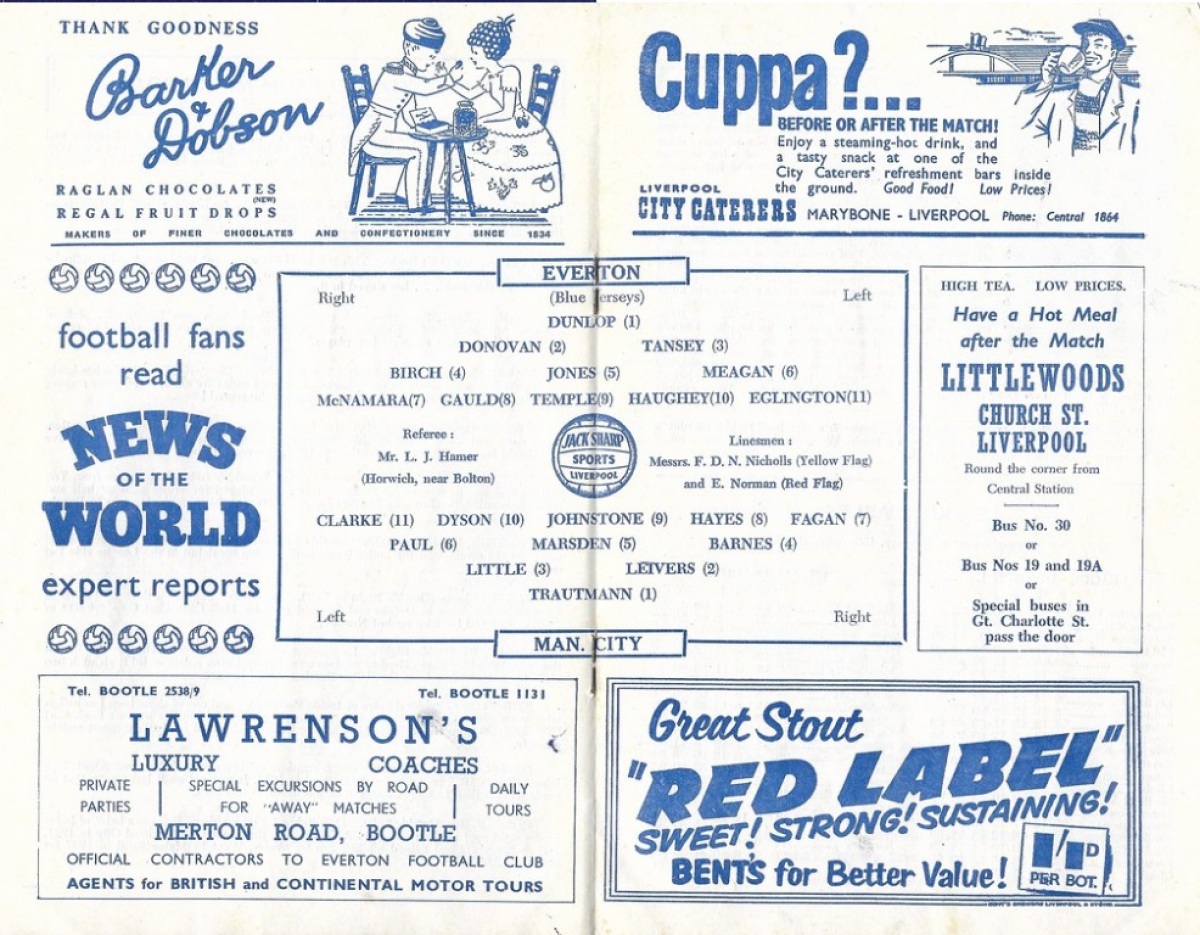 THANK GOODNESS
Barker
& Dobson
RAGLAN CHOCOLATES
(NEW)
REGAL FRUIT DROPS
MAKERS OF FINER CHOCOLATES AND CONFECTIONERY SINCE 1834
Cuppa?...
BEFORE OR AFTER THE MATCH!
Enjoy a steaming-hot drink, and
a tasty snack at one of the
City Caterers' refreshment bars inside
the ground. Good Food! Low Prices!
LIVERPOOL
CITY CATERERS MARYBONE - LIVERPOOL Phone: Central 1864
football fans
read
NEWS
OF THE
WORLD
expert reports
EVERTON
Right (Blue Jerseys) Left
DUNLOP (1)
DONOVAN (2) TANSEY (3)
BIRCH (4) JONES (5) MEAGAN (6)
McNAMARA(7) GAULD(8) TEMPLE(9) HAUGHEY(10) EGLINGTON(11)
Referee :
Mr. L. J. Hamer
(Horwich, near Bolton)
JACK SHARP
SPORTS
LIVERPOOL
Linesmen :
Messrs. F. D. N. Nicholls (Yellow Flag)
and E. Norman (Red Flag)
CLARKE (11) DYSON (10) JOHNSTONE (9) HAYES (8) FAGAN (7)
PAUL (6) MARSDEN (5) BARNES (4)
LITTLE (3) LEIVERS (2)
TRAUTMANN (1)
Left Right
MAN. CITY
HIGH TEA. LOW PRICES.
Have a Hot Meal
after the Match
LITTLEWOODS
CHURCH ST.
LIVERPOOL
Round the corner from
Central Station
Bus No. 30
or
Bus Nos 19 and 19A
or
Special buses in
Gt. Charlotte St.
pass the door
Tel. BOOTLE 2538/9 Tel. BOOTLE 1131
LAWRENSON'S
LUXURY COACHES
PRIVATE PARTIES
SPECIAL EXCURSIONS BY ROAD
FOR "AWAY" MATCHES
DAILY TOURS
MERTON ROAD, BOOTLE
OFFICIAL CONTRACTORS TO EVERTON FOOTBALL CLUB
AGENTS for BRITISH and CONTINENTAL MOTOR TOURS
Great Stout
"RED LABEL"
SWEET! STRONG! SUSTAINING!
BENT'S for Better Value!
1/1D
PER BOT.